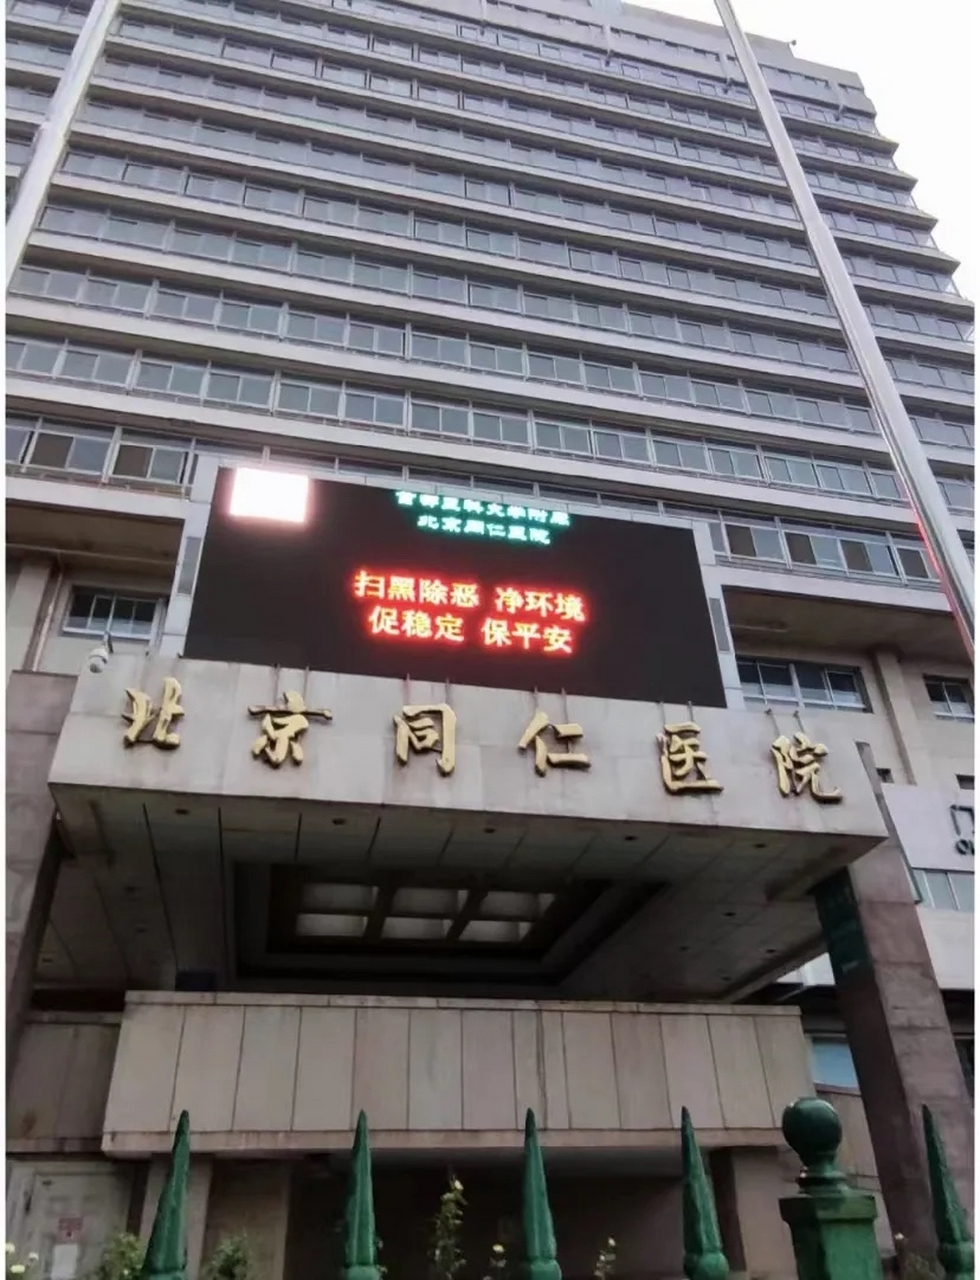 首都医科大学附属
北京同仁医院
扫黑除恶 净环境
促稳定 保平安
北京同仁医院
门